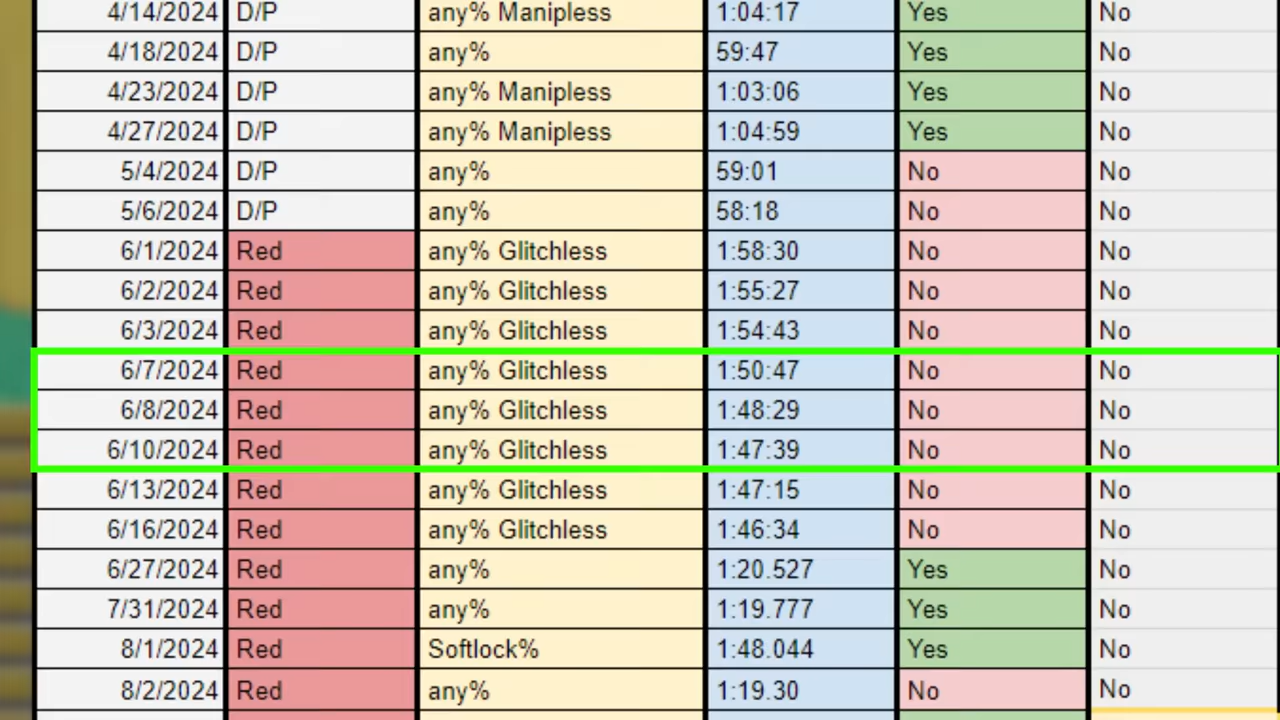 4/14/2024 D/P any% Manipless 1:04:17 Yes No
4/18/2024 D/P any% 59:47 Yes No
4/23/2024 D/P any% Manipless 1:03:06 Yes No
4/27/2024 D/P any% Manipless 1:04:59 Yes No
5/4/2024 D/P any% 59:01 No No
5/6/2024 D/P any% 58:18 No No
6/1/2024 Red any% Glitchless 1:58:30 No No
6/2/2024 Red any% Glitchless 1:55:27 No No
6/3/2024 Red any% Glitchless 1:54:43 No No
6/7/2024 Red any% Glitchless 1:50:47 No No
6/8/2024 Red any% Glitchless 1:48:29 No No
6/10/2024 Red any% Glitchless 1:47:39 No No
6/13/2024 Red any% Glitchless 1:47:15 No No
6/16/2024 Red any% Glitchless 1:46:34 No No
6/27/2024 Red any% 1:20.527 Yes No
7/31/2024 Red any% 1:19.777 Yes No
8/1/2024 Red Softlock% 1:48.044 Yes No
8/2/2024 Red any% 1:19.30 No No